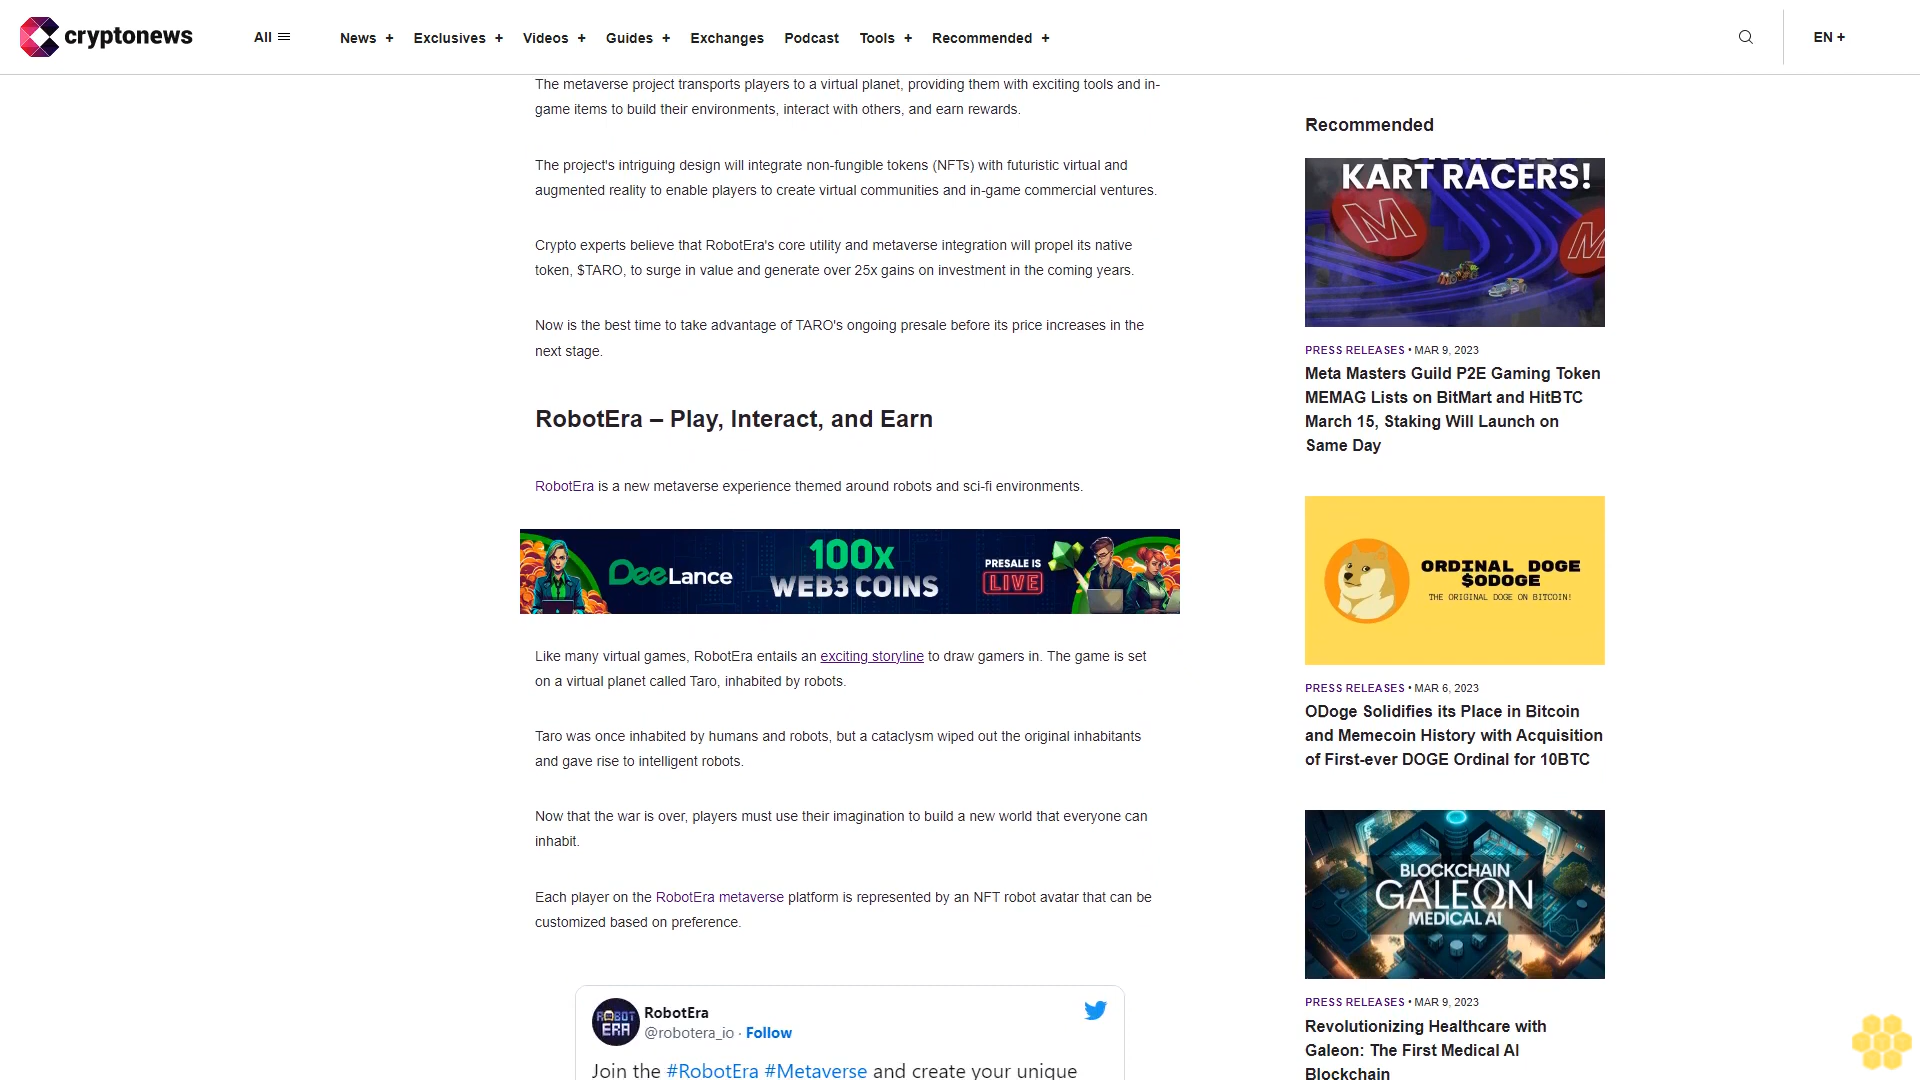 cryptonews
All
News +
Exclusives +
Videos +
Guides +
Exchanges
Podcast
Tools +
Recommended +
EN +
The metaverse project transports players to a virtual planet, providing them with exciting tools and in-
game items to build their environments, interact with others, and earn rewards.
The project's intriguing design will integrate non-fungible tokens (NFTs) with futuristic virtual and
augmented reality to enable players to create virtual communities and in-game commercial ventures.
Crypto experts believe that RobotEra's core utility and metaverse integration will propel its native
token, $TARO, to surge in value and generate over 25x gains on investment in the coming years.
Now is the best time to take advantage of TARO's ongoing presale before its price increases in the
next stage.
RobotEra – Play, Interact, and Earn
RobotEra is a new metaverse experience themed around robots and sci-fi environments.
DeeLance
100x
WEB3 COINS
PRESALE IS
LIVE
Like many virtual games, RobotEra entails an exciting storyline to draw gamers in. The game is set
on a virtual planet called Taro, inhabited by robots.
Taro was once inhabited by humans and robots, but a cataclysm wiped out the original inhabitants
and gave rise to intelligent robots.
Now that the war is over, players must use their imagination to build a new world that everyone can
inhabit.
Each player on the RobotEra metaverse platform is represented by an NFT robot avatar that can be
customized based on preference.
ROBOT
ERA
RobotEra
@robotera_io · Follow
Join the #RobotEra #Metaverse and create your unique
Recommended
KART RACERS!
M
M
PRESS RELEASES • MAR 9, 2023
Meta Masters Guild P2E Gaming Token
MEMAG Lists on BitMart and HitBTC
March 15, Staking Will Launch on
Same Day
ORDINAL DOGE
$ODOGE
THE ORIGINAL DOGE ON BITCOIN!
PRESS RELEASES • MAR 6, 2023
ODoge Solidifies its Place in Bitcoin
and Memecoin History with Acquisition
of First-ever DOGE Ordinal for 10BTC
BLOCKCHAIN
GALEΩN
MEDICAL AI
PRESS RELEASES • MAR 9, 2023
Revolutionizing Healthcare with
Galeon: The First Medical AI
Blockchain